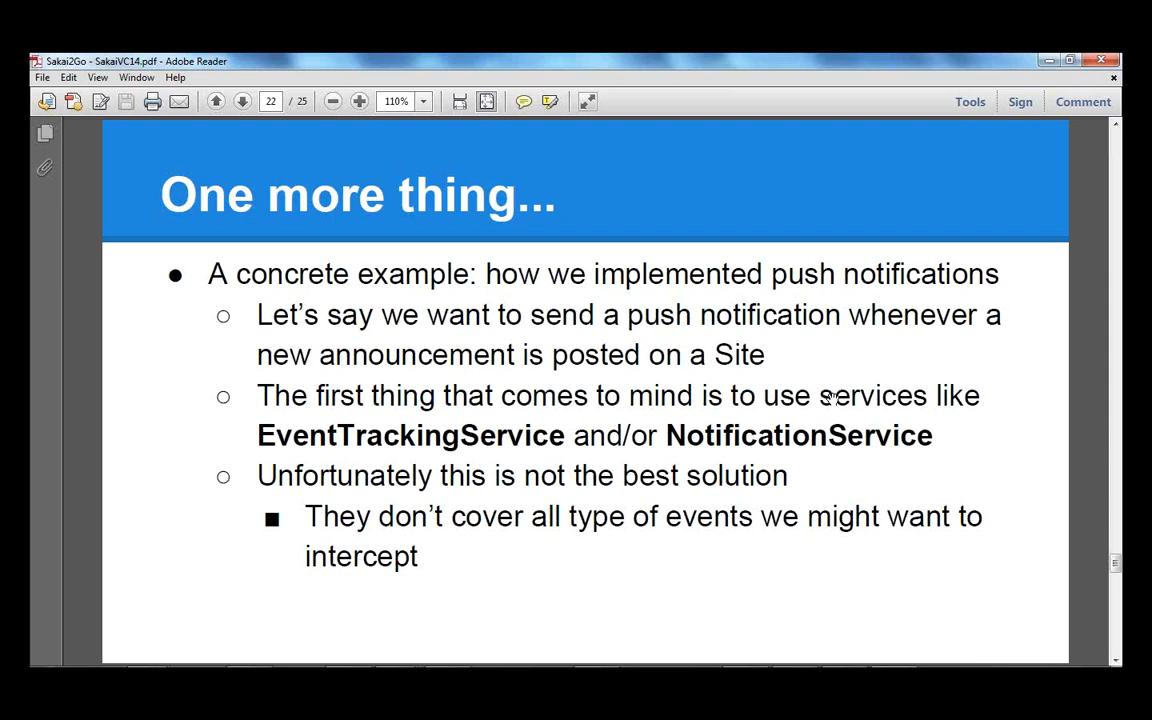 Sakai2Go - SakaiVC14.pdf - Adobe Reader
File Edit View Window Help
22 / 25 110% Tools Sign Comment
One more thing...
● A concrete example: how we implemented push notifications
○ Let’s say we want to send a push notification whenever a
new announcement is posted on a Site
○ The first thing that comes to mind is to use services like
EventTrackingService and/or NotificationService
○ Unfortunately this is not the best solution
■ They don’t cover all type of events we might want to
intercept